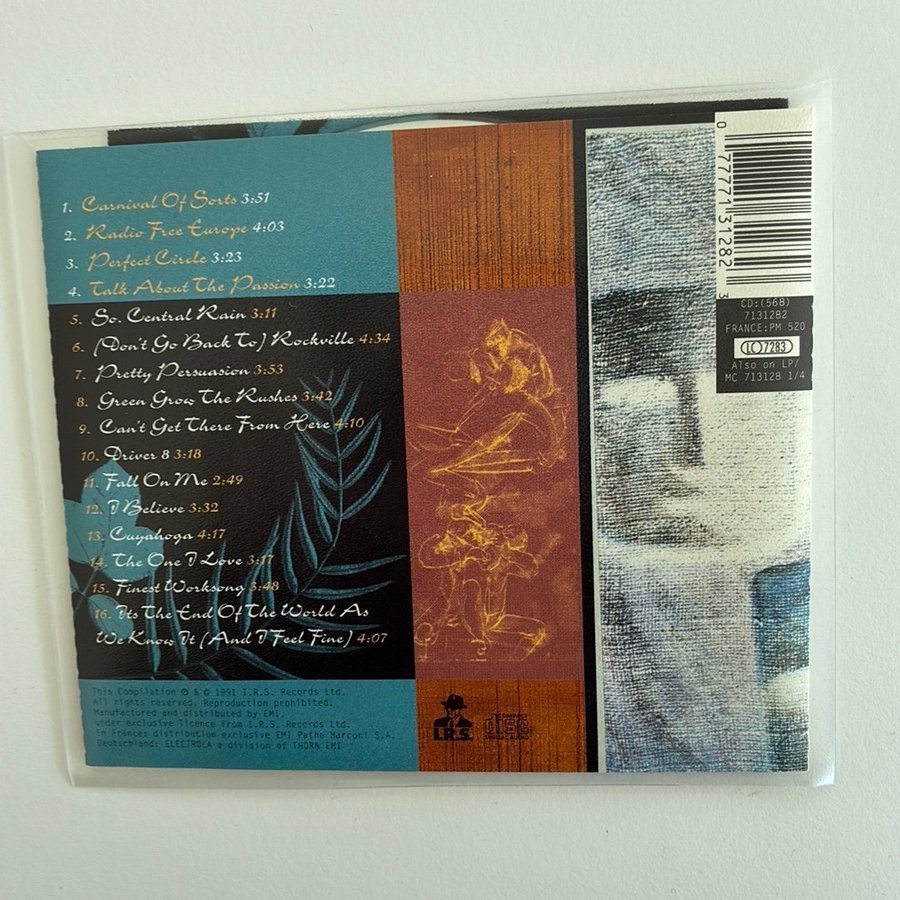 1. Carnival Of Sorts 3:51
2. Radio Free Europe 4:03
3. Perfect Circle 3:23
4. Talk About The Passion 3:22
5. So. Central Rain 3:11
6. (Don't Go Back To) Rockville 4:34
7. Pretty Persuasion 3:53
8. Green Grow The Rushes 3:42
9. Can't Get There From Here 4:10
10. Driver 8 3:18
11. Fall On Me 2:49
12. I Believe 3:32
13. Cuyahoga 4:17
14. The One I Love 3:17
15. Finest Worksong 3:48
16. Its The End Of The World As
We Know It (And I Feel Fine) 4:07
This Compilation ℗ & © 1991 I.R.S. Records Ltd.
All rights reserved. Reproduction prohibited.
Manufactured and distributed by EMI,
under exclusive licence from I.R.S. Records Ltd.
En France: distribution exclusive EMI Pathe Marconi S.A.
Deutschland: ELECTROLA a division of THORN EMI
I.R.S.
COMPACT
disc
DIGITAL AUDIO
0 77771 31282 3
CD:(568)
7131282
FRANCE:PM 520
LC 7283
Also on LP/
MC 713128 1/4